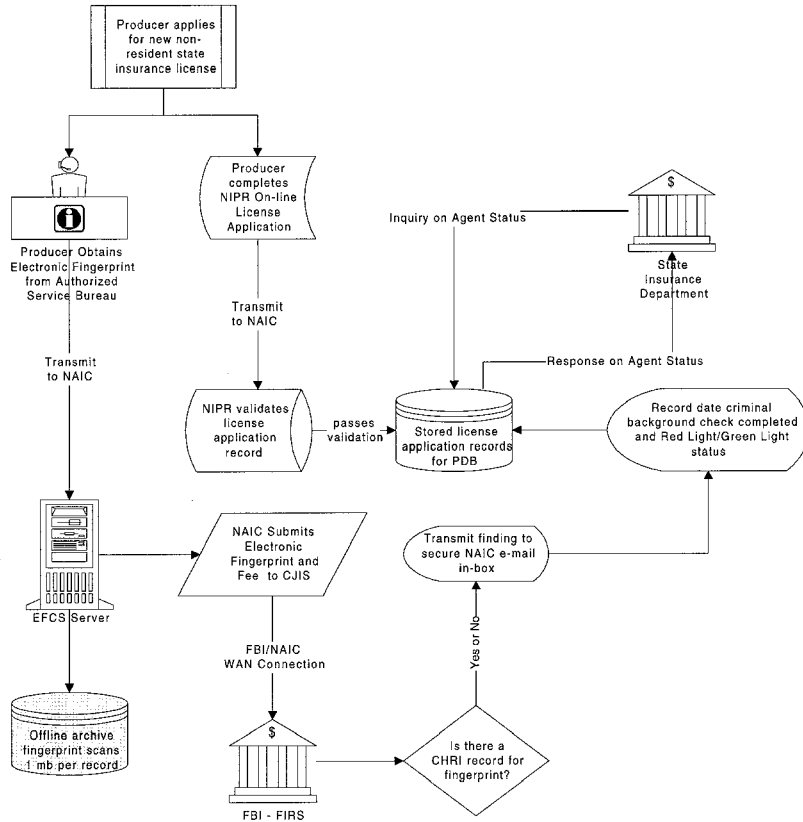 Producer applies
for new non-
resident state
insurance license
Producer
completes
NIPR On-line
License
Application
$
Inquiry on Agent Status
Producer Obtains
Electronic Fingerprint
from Authorized
Service Bureau
State
Insurance
Department
Transmit
to NAIC
Transmit
to NAIC
Response on Agent Status
NIPR validates
license
application
record
passes
validation
Stored license
application records
for PDB
Record date criminal
background check completed
and Red Light/Green Light
status
NAIC Submits
Electronic
Fingerprint and
Fee to CJIS
Transmit finding to
secure NAIC e-mail
in-box
EFCS Server
FBI/NAIC
WAN Connection
Yes or No
Offline archive
fingerprint scans
1 mb per record
$
Is there a
CHRI record for
fingerprint?
FBI - FIRS